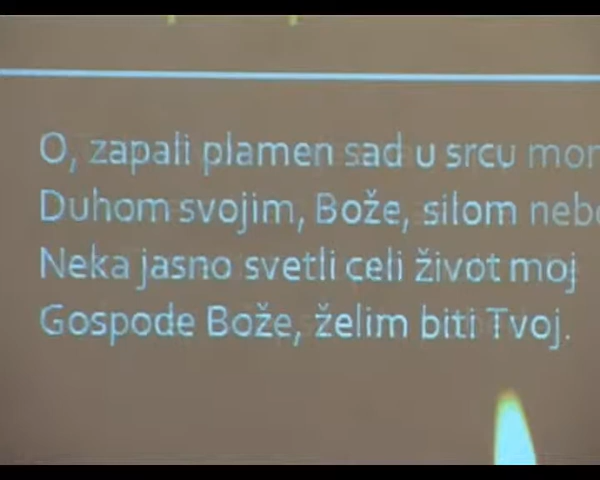 O, zapali plamen sad u srcu
Duhom svojim, Bože, silom
Neka jasno svetli celi život moj
Gospode Bože, želim biti Tvoj.